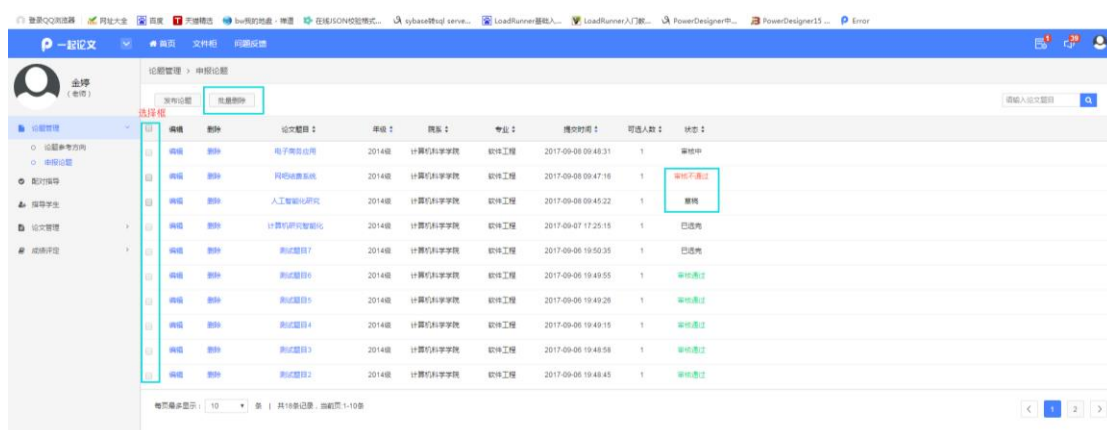 登录QQ浏览器 网址大全 百度 天猫精选 bw我的地盘 - 禅道 在线JSON校验格式... sybase转sql serve... LoadRunner基础入... LoadRunner入门教... PowerDesigner中... PowerDesigner15 ... Error
一起论文 首页 文件柜 问题反馈 1 39
金婷
(老师)
论题管理 > 申报论题
发布论题 批量删除 请输入论文题目
选择框
论题管理
论题参考方向
申报论题
配对指导
指导学生
论文管理
成绩评定
编辑 删除 论文题目 年级 院系 专业 提交时间 可选人数 状态
编辑 删除 电子商务应用 2014级 计算机科学学院 软件工程 2017-09-08 09:48:31 1 审核中
编辑 删除 网吧收费系统 2014级 计算机科学学院 软件工程 2017-09-08 09:47:16 1 审核不通过
编辑 删除 人工智能化研究 2014级 计算机科学学院 软件工程 2017-09-08 09:45:22 1 草稿
编辑 删除 计算机研究智能化 2014级 计算机科学学院 软件工程 2017-09-07 17:25:15 1 已选完
编辑 删除 测试题目7 2014级 计算机科学学院 软件工程 2017-09-06 19:50:35 1 已选完
编辑 删除 测试题目6 2014级 计算机科学学院 软件工程 2017-09-06 19:49:55 1 审核通过
编辑 删除 测试题目5 2014级 计算机科学学院 软件工程 2017-09-06 19:49:26 1 审核通过
编辑 删除 测试题目4 2014级 计算机科学学院 软件工程 2017-09-06 19:49:15 1 审核通过
编辑 删除 测试题目3 2014级 计算机科学学院 软件工程 2017-09-06 19:48:58 1 审核通过
编辑 删除 测试题目2 2014级 计算机科学学院 软件工程 2017-09-06 19:48:45 1 审核通过
每页最多显示: 10 条 | 共16条记录, 当前页:1-10条 < 1 2 >